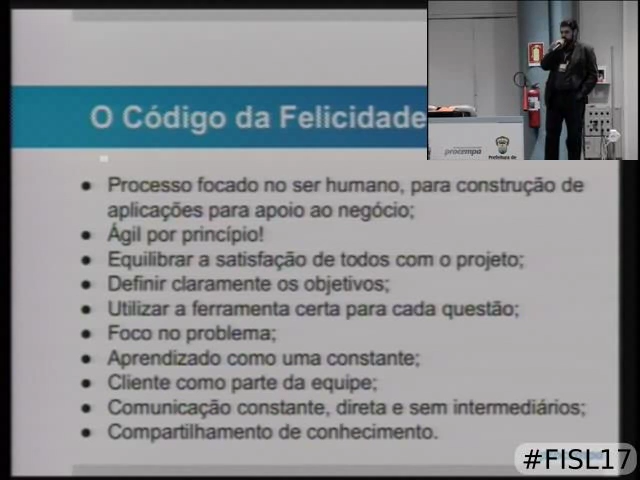 O Código da Felicidade
procempa
Prefeitura de
● Processo focado no ser humano, para construção de
aplicações para apoio ao negócio;
● Ágil por princípio!
● Equilibrar a satisfação de todos com o projeto;
● Definir claramente os objetivos;
● Utilizar a ferramenta certa para cada questão;
● Foco no problema;
● Aprendizado como uma constante;
● Cliente como parte da equipe;
● Comunicação constante, direta e sem intermediários;
● Compartilhamento de conhecimento.
#FISL17